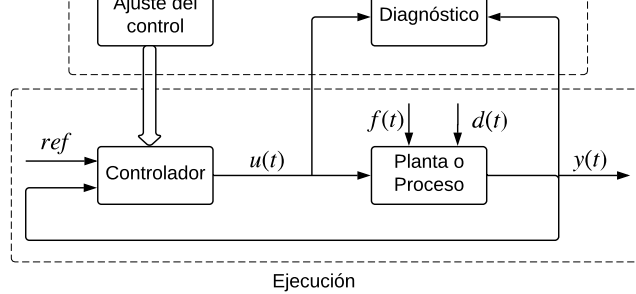 Ajuste del
control
Diagnóstico
f(t)
d(t)
ref
Controlador
u(t)
Planta o
Proceso
y(t)
Ejecución